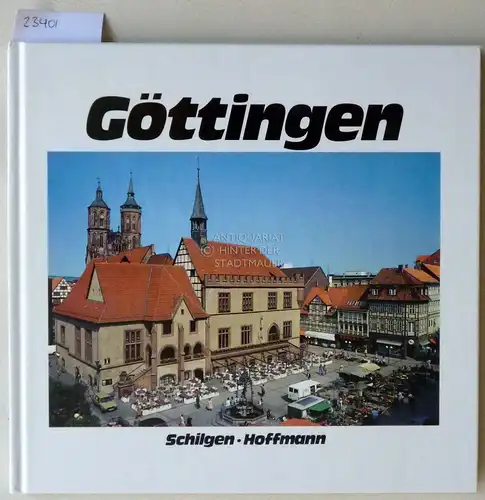 23401
Göttingen
ANTIQUARIAT
© HINTER DER
STADTMAUER
Schilgen · Hoffmann